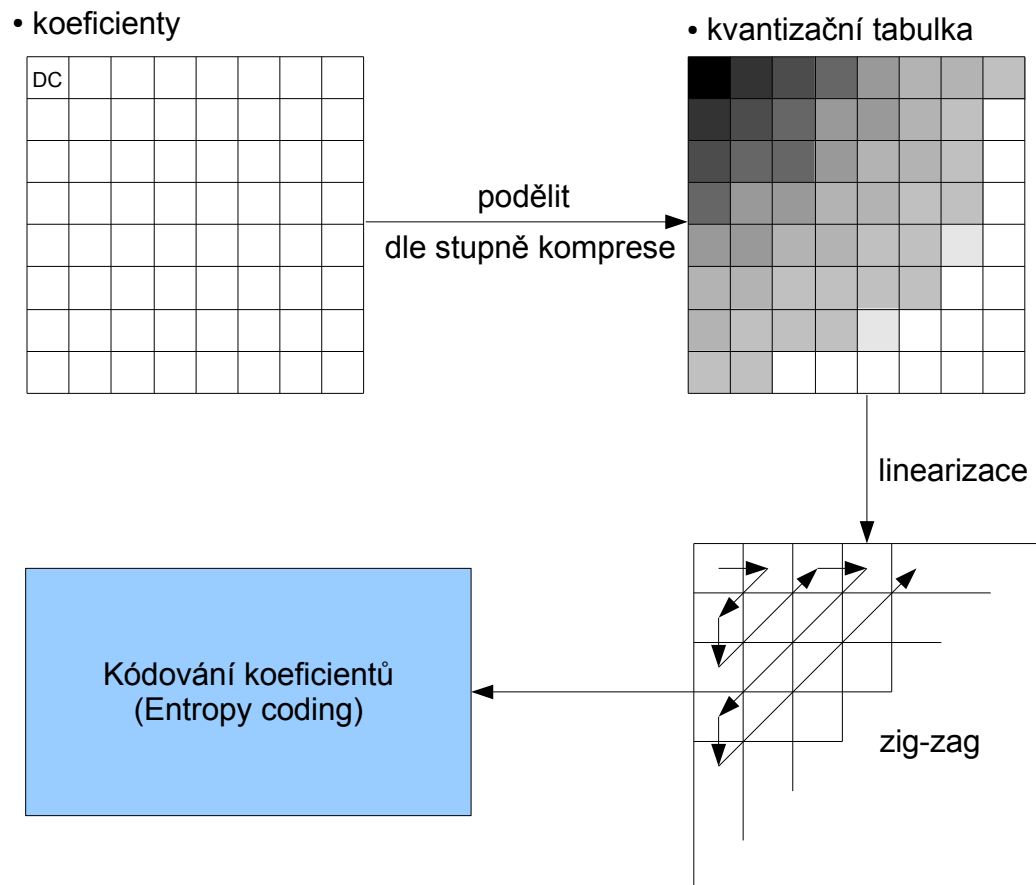 • koeficienty
• kvantizační tabulka
DC
podělit
dle stupně komprese
linearizace
Kódování koeficientů
(Entropy coding)
zig-zag